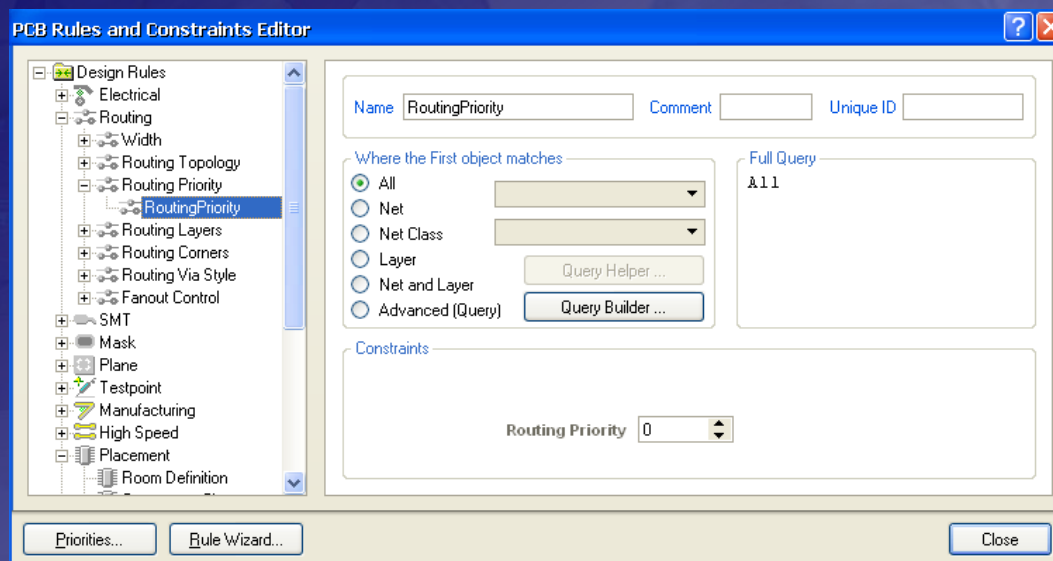 PCB Rules and Constraints Editor
Design Rules
Electrical
Routing
Width
Routing Topology
Routing Priority
RoutingPriority
Routing Layers
Routing Corners
Routing Via Style
Fanout Control
SMT
Mask
Plane
Testpoint
Manufacturing
High Speed
Placement
Room Definition
Name RoutingPriority Comment Unique ID
Where the First object matches
All
Net
Net Class
Layer
Net and Layer
Advanced (Query)
Query Helper ...
Query Builder ...
Full Query
All
Constraints
Routing Priority 0
Priorities... Rule Wizard... Close